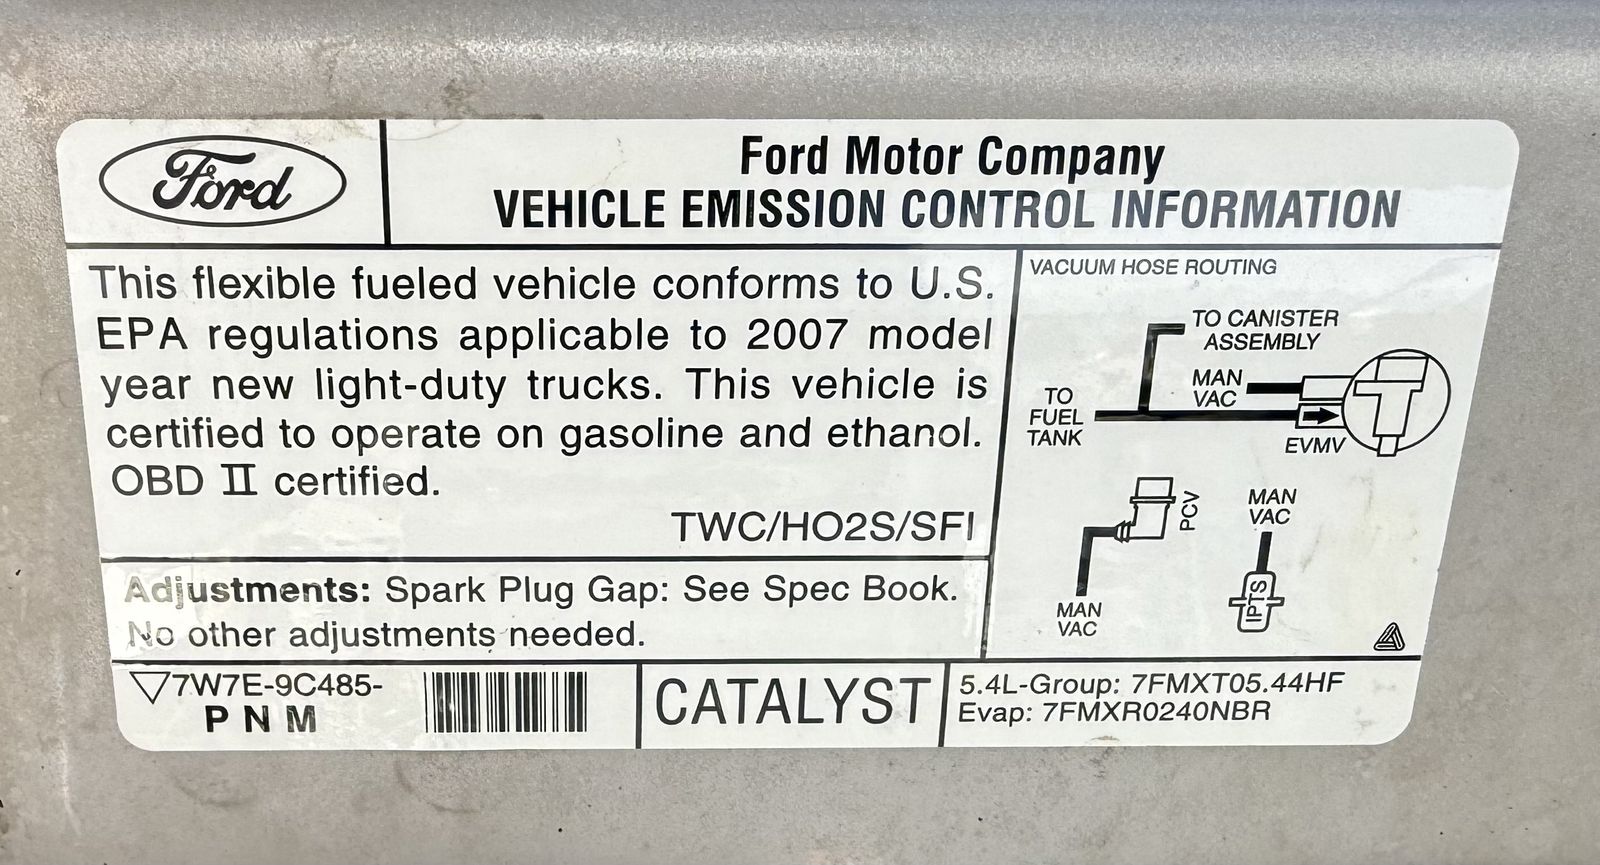 Ford
Ford Motor Company
VEHICLE EMISSION CONTROL INFORMATION
This flexible fueled vehicle conforms to U.S.
EPA regulations applicable to 2007 model
year new light-duty trucks. This vehicle is
certified to operate on gasoline and ethanol.
OBD II certified.
TWC/HO2S/SFI
Adjustments: Spark Plug Gap: See Spec Book.
No other adjustments needed.
VACUUM HOSE ROUTING
TO CANISTER
ASSEMBLY
MAN
VAC
TO
FUEL
TANK
EVMV
PCV
MAN
VAC
MAN
VAC
IPTS
7W7E-9C485-
PNM
CATALYST
5.4L-Group: 7FMXT05.44HF
Evap: 7FMXR0240NBR